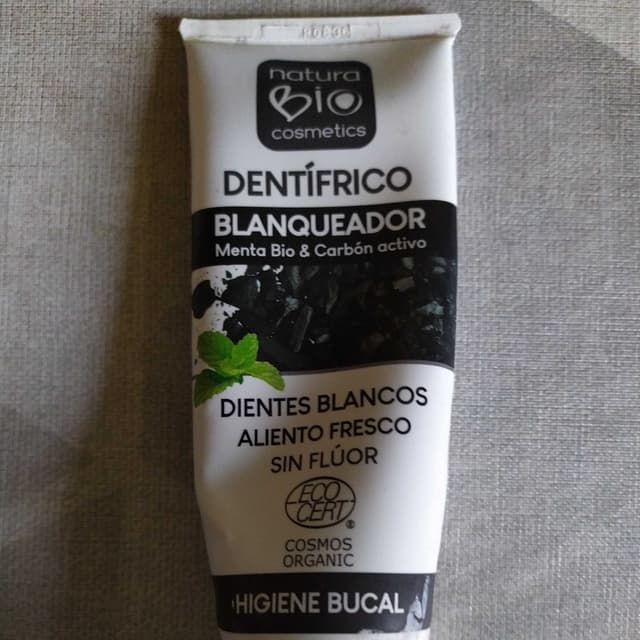 natura
BiO
cosmetics
DENTÍFRICO
BLANQUEADOR
Menta Bio & Carbón activo
DIENTES BLANCOS
ALIENTO FRESCO
SIN FLÚOR
ECO
CERT
®
COSMOS
ORGANIC
HIGIENE BUCAL